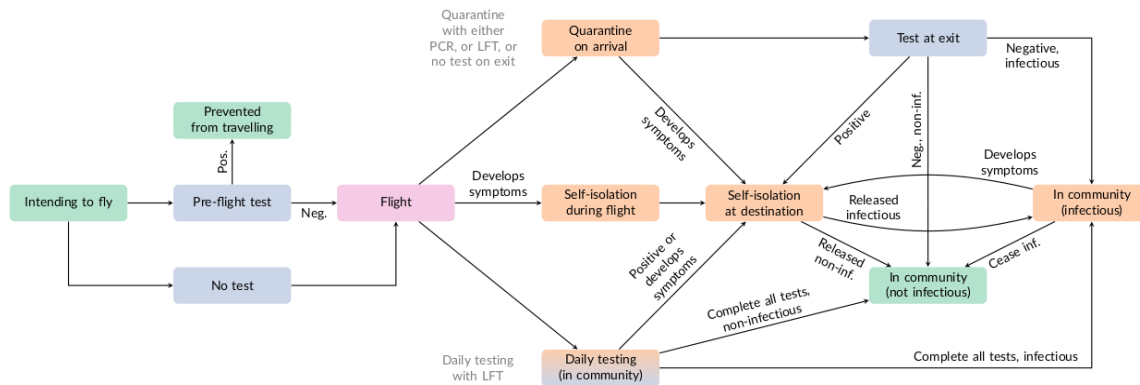 Quarantine
with either
PCR, or LFT, or
no test on exit
Quarantine
on arrival
Test at exit
Negative,
infectious
Prevented
from travelling
Pos.
Develops
symptoms
Positive
Neg., non-inf.
Develops
symptoms
Intending to fly
Pre-flight test
Neg.
Flight
Develops
symptoms
Self-isolation
during flight
Self-isolation
at destination
Released
infectious
In community
(infectious)
No test
Positive or
develops
symptoms
Released
non-inf.
Cease inf.
In community
(not infectious)
Complete all tests,
non-infectious
Daily testing
with LFT
Daily testing
(in community)
Complete all tests, infectious